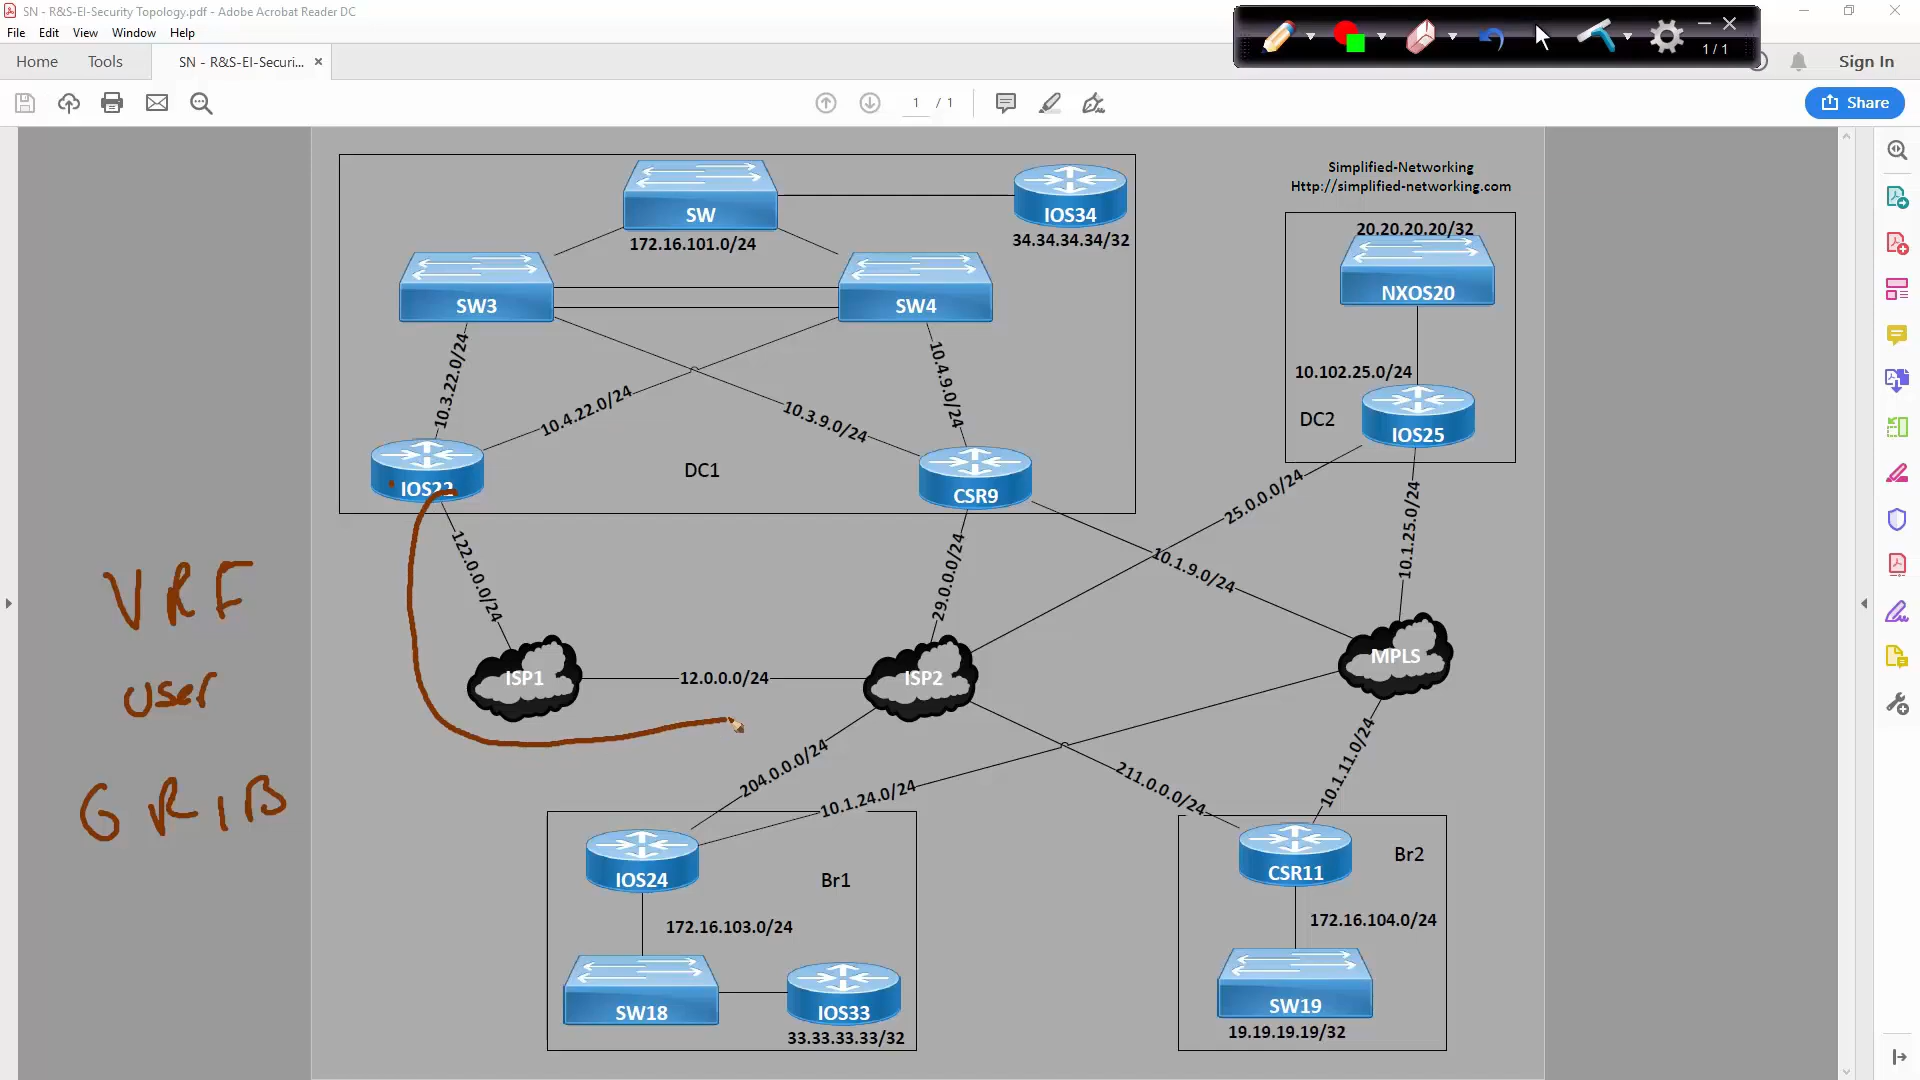 SN - R&S-EI-Security Topology.pdf - Adobe Acrobat Reader DC
File Edit View Window Help
1 / 1
Home Tools SN - R&S-EI-Securi... × Sign In
1 / 1
Share
Simplified-Networking
Http://simplified-networking.com
SW
IOS34
172.16.101.0/24
34.34.34.34/32
20.20.20.20/32
NXOS20
SW3
SW4
10.3.22.0/24
10.4.22.0/24
10.3.9.0/24
10.4.9.0/24
10.102.25.0/24
DC2
IOS25
DC1
IOS22
CSR9
122.0.0.0/24
29.0.0.0/24
25.0.0.0/24
10.1.9.0/24
10.1.25.0/24
VRF
user
GRIB
ISP1
12.0.0.0/24
ISP2
MPLS
204.0.0.0/24
10.1.24.0/24
211.0.0.0/24
10.1.11.0/24
IOS24
Br1
CSR11
Br2
172.16.103.0/24
172.16.104.0/24
SW18
IOS33
33.33.33.33/32
SW19
19.19.19.19/32